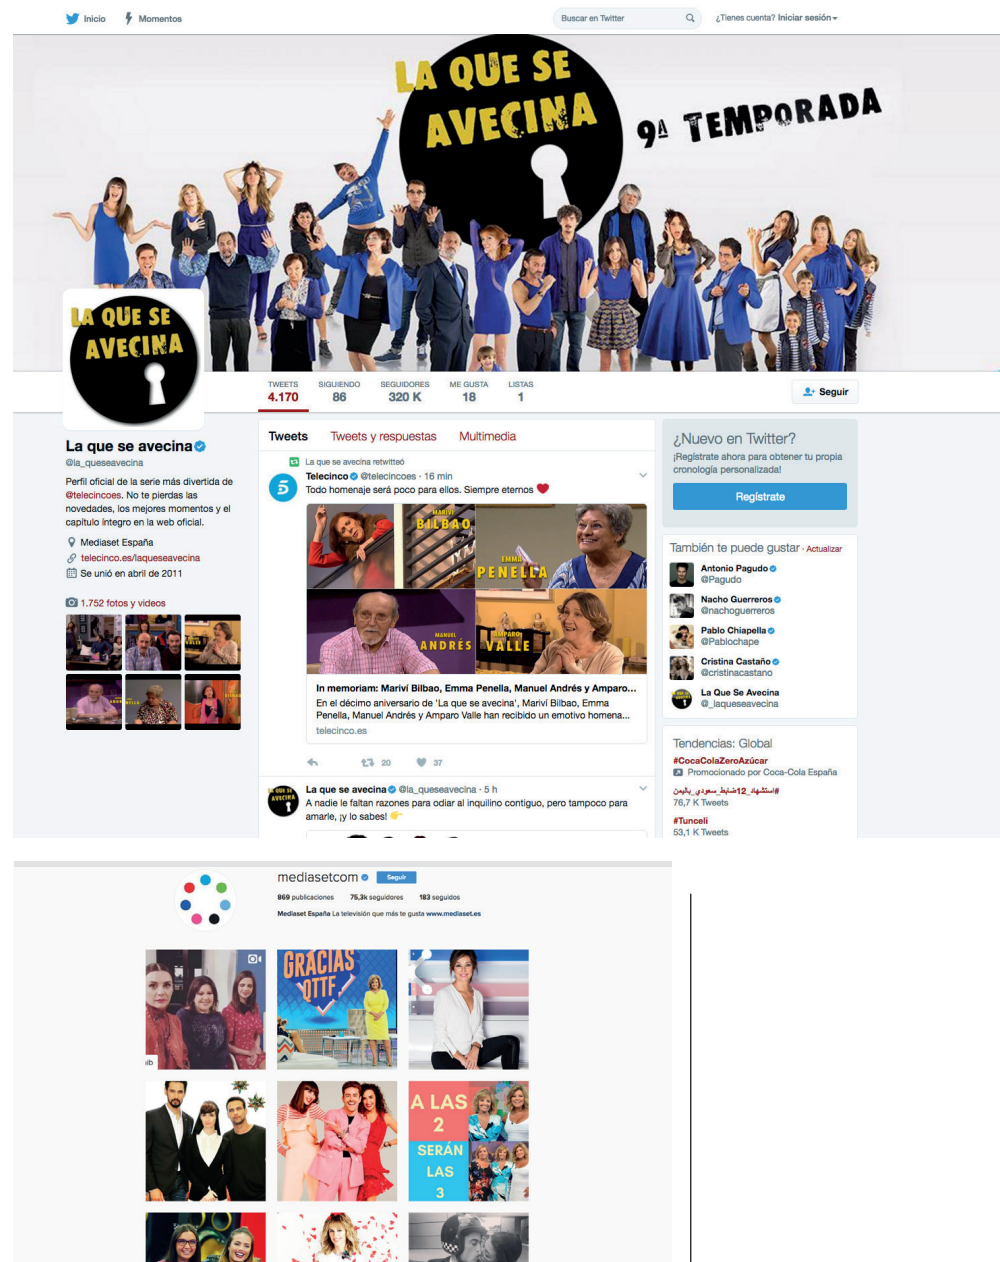 Inicio
Momentos
Buscar en Twitter
¿Tienes cuenta? Iniciar sesión
LA QUE SE
AVECINA
9ª TEMPORADA
LA QUE SE
AVECINA
TWEETS
4.170
SIGUIENDO
86
SEGUIDORES
320 K
ME GUSTA
18
LISTAS
1
Seguir
La que se avecina
@la_queseavecina
Perfil oficial de la serie más divertida de
@telecincoes. No te pierdas las
novedades, los mejores momentos y el
capítulo íntegro en la web oficial.
Mediaset España
telecino.es/laqueseavecina
Se unió en abril de 2011
1.752 fotos y videos
Tweets
Tweets y respuestas
Multimedia
La que se avecina retwitteó
Telecinco @telecincoes · 16 min
Todo homenaje será poco para ellos. Siempre eternos
5
MARIVÍ
BILBAO
EMMA
PENELLA
MANUEL
ANDRÉS
AMPARO
VALLE
In memoriam: Mariví Bilbao, Emma Penella, Manuel Andrés y Amparo...
En el décimo aniversario de 'La que se avecina', Mariví Bilbao, Emma
Penella, Manuel Andrés y Amparo Valle han recibido un emotivo homena...
telecinco.es
20
37
La que se avecina @la_queseavecina · 5 h
A nadie le faltan razones para odiar al inquilino contiguo, pero tampoco para
amarle, ¡y lo sabes!
LA QUE SE
AVECINA
¿Nuevo en Twitter?
¡Regístrate ahora para obtener tu propia
cronología personalizada!
Regístrate
También te puede gustar · Actualizar
Antonio Pagudo
@Pagudo
Nacho Guerreros
@nachoguerreros
Pablo Chiapella
@Pablochape
Cristina Castaño
@cristinacastano
La Que Se Avecina
@_laqueseavecina
Tendencias: Global
#CocaColaZeroAzúcar
Promocionado por Coca-Cola España
#استشهاد_12ضابط_سعودي_باليمن
76,7 K Tweets
#Tunceli
53,1 K Tweets
mediasetcom
Seguir
869 publicaciones
75,3k seguidores
183 seguidos
Mediaset España La televisión que más te gusta www.mediaset.es
GRACIAS
QTTF
A LAS
2
SERÁN
LAS
3